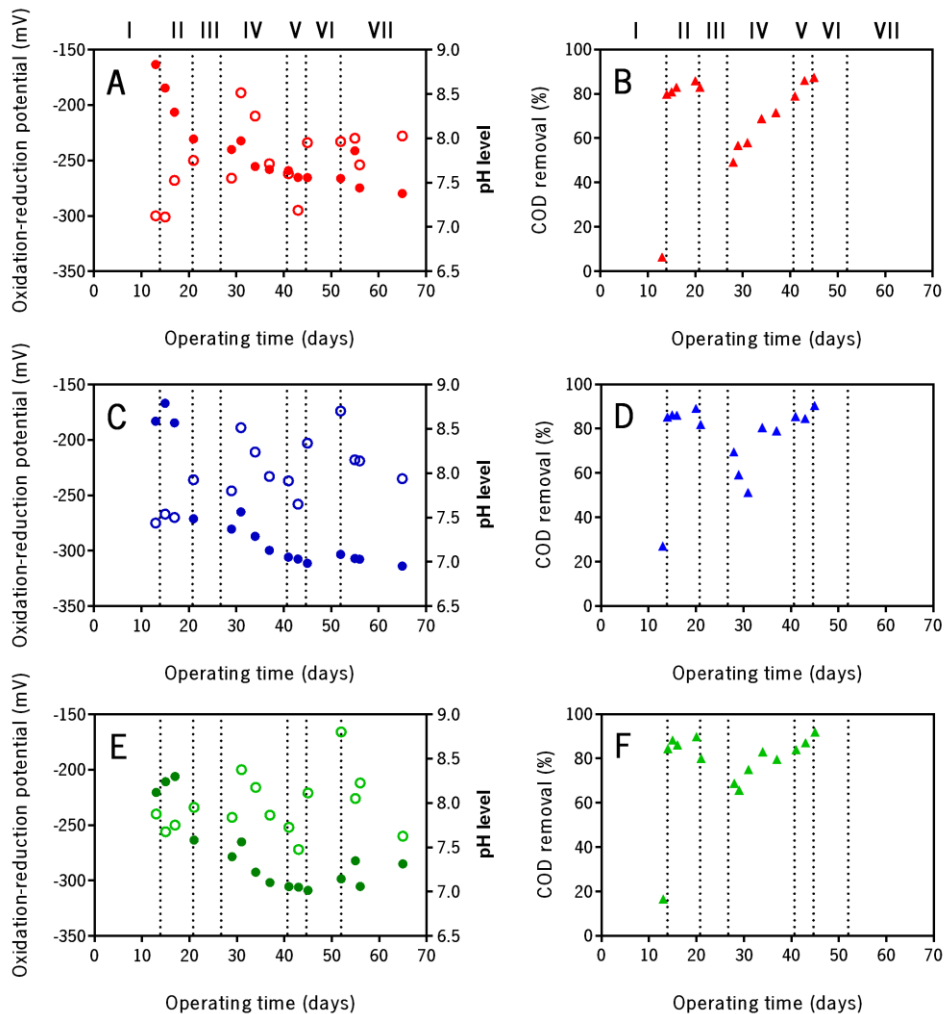 I II III IV V VI VII
I II III IV V VI VII
A
Oxidation-reduction potential (mV)
-150
-200
-250
-300
-350
9.0
8.5
8.0
7.5
7.0
6.5
pH level
0 10 20 30 40 50 60 70
Operating time (days)
B
COD removal (%)
100
80
60
40
20
0
0 10 20 30 40 50 60 70
Operating time (days)
C
Oxidation-reduction potential (mV)
-150
-200
-250
-300
-350
9.0
8.5
8.0
7.5
7.0
6.5
pH level
0 10 20 30 40 50 60 70
Operating time (days)
D
COD removal (%)
100
80
60
40
20
0
0 10 20 30 40 50 60 70
Operating time (days)
E
Oxidation-reduction potential (mV)
-150
-200
-250
-300
-350
9.0
8.5
8.0
7.5
7.0
6.5
pH level
0 10 20 30 40 50 60 70
Operating time (days)
F
COD removal (%)
100
80
60
40
20
0
0 10 20 30 40 50 60 70
Operating time (days)